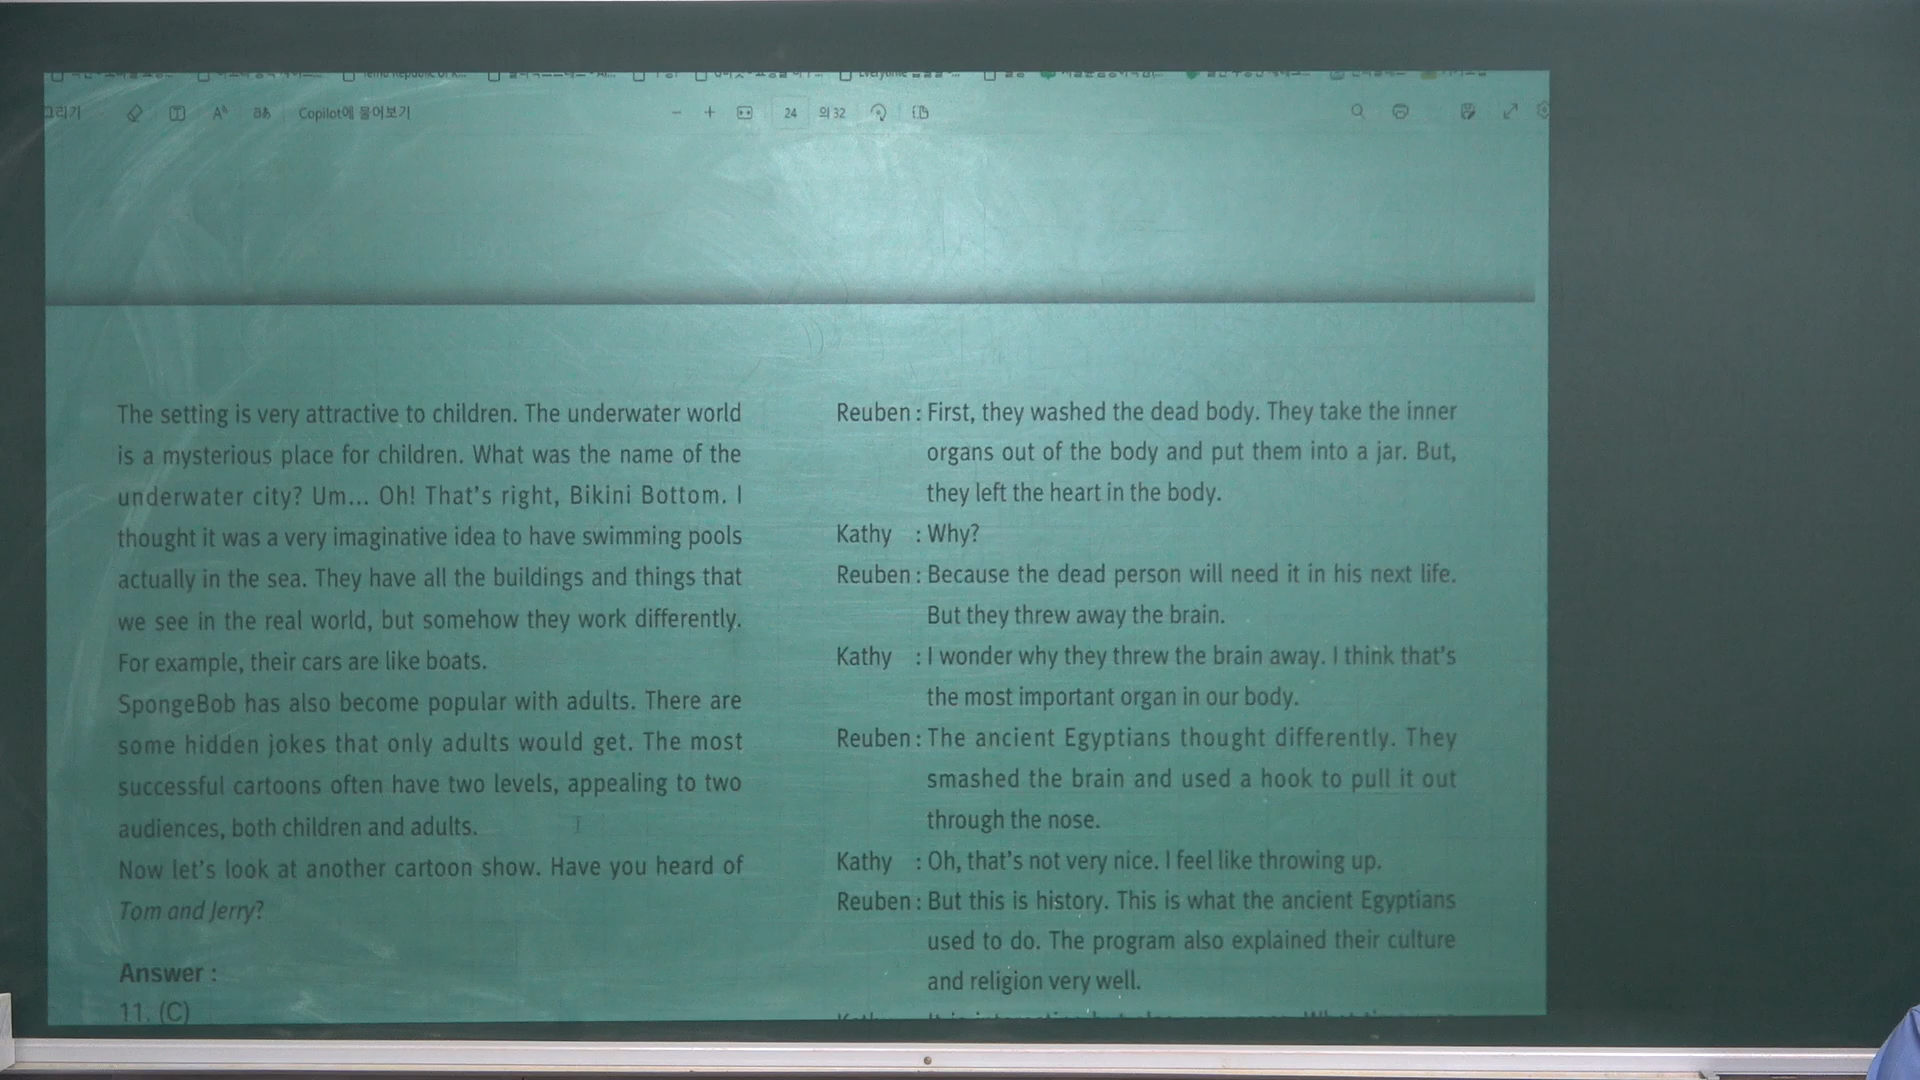 Copilot에 물어보기
24 의 32
The setting is very attractive to children. The underwater world
is a mysterious place for children. What was the name of the
underwater city? Um... Oh! That's right, Bikini Bottom. I
thought it was a very imaginative idea to have swimming pools
actually in the sea. They have all the buildings and things that
we see in the real world, but somehow they work differently.
For example, their cars are like boats.
SpongeBob has also become popular with adults. There are
some hidden jokes that only adults would get. The most
successful cartoons often have two levels, appealing to two
audiences, both children and adults.
Now let's look at another cartoon show. Have you heard of
Tom and Jerry?
Answer :
11. (C)
Reuben : First, they washed the dead body. They take the inner
organs out of the body and put them into a jar. But,
they left the heart in the body.
Kathy : Why?
Reuben : Because the dead person will need it in his next life.
But they threw away the brain.
Kathy : I wonder why they threw the brain away. I think that's
the most important organ in our body.
Reuben : The ancient Egyptians thought differently. They
smashed the brain and used a hook to pull it out
through the nose.
Kathy : Oh, that's not very nice. I feel like throwing up.
Reuben : But this is history. This is what the ancient Egyptians
used to do. The program also explained their culture
and religion very well.